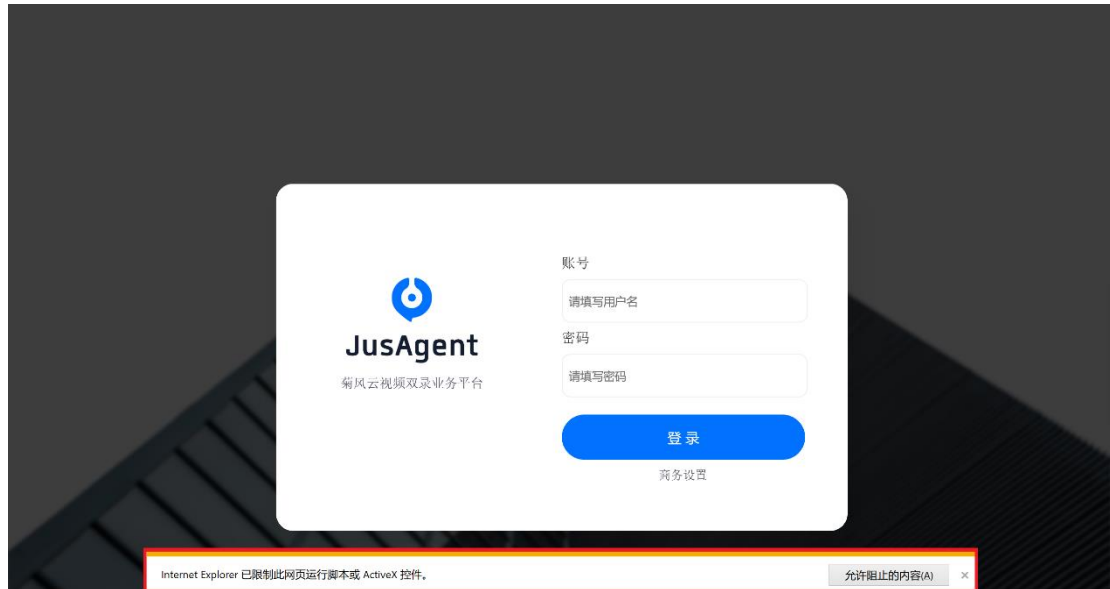 JusAgent
菊风云视频双录业务平台
账号
请填写用户名
密码
请填写密码
登录
商务设置
Internet Explorer 已限制此网页运行脚本或 ActiveX 控件。
允许阻止的内容(A)
×